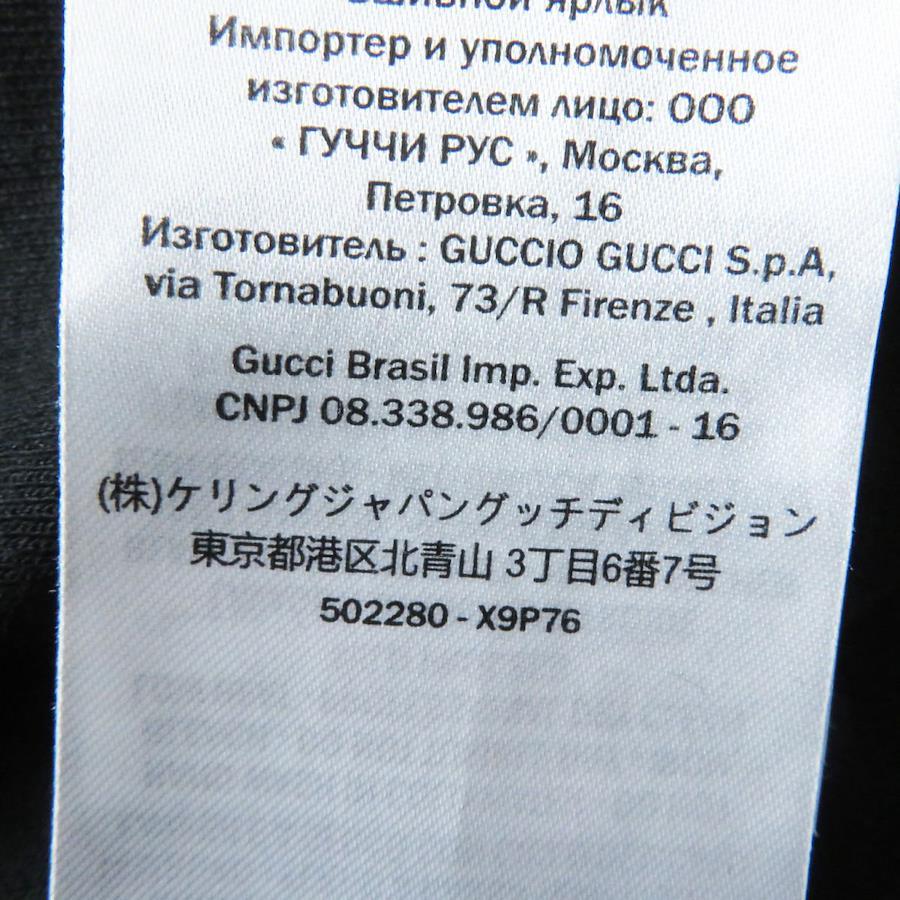 вшивной ярлык
Импортер и уполномоченное
изготовителем лицо: ООО
« ГУЧЧИ РУС », Москва,
Петровка, 16
Изготовитель : GUCCIO GUCCI S.p.A,
via Tornabuoni, 73/R Firenze , Italia
Gucci Brasil Imp. Exp. Ltda.
CNPJ 08.338.986/0001 - 16
(株)ケリングジャパングッチディビジョン
東京都港区北青山 3丁目6番7号
502280 - X9P76